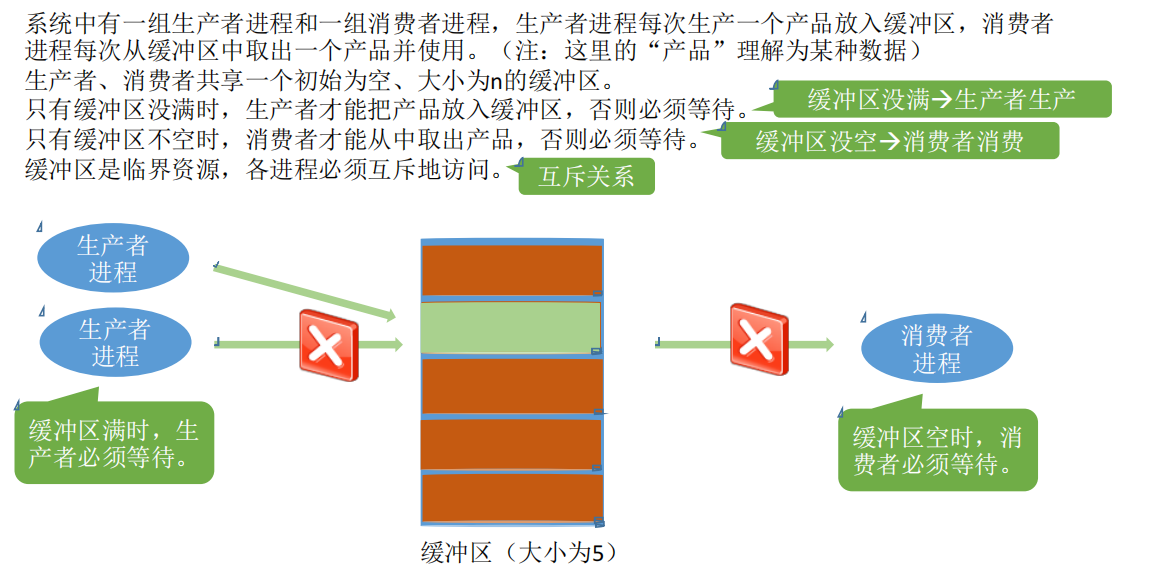 系统中有一组生产者进程和一组消费者进程，生产者进程每次生产一个产品放入缓冲区，消费者
进程每次从缓冲区中取出一个产品并使用。（注：这里的“产品”理解为某种数据）
生产者、消费者共享一个初始为空、大小为n的缓冲区。
只有缓冲区没满时，生产者才能把产品放入缓冲区，否则必须等待。
缓冲区没满→生产者生产
只有缓冲区不空时，消费者才能从中取出产品，否则必须等待。
缓冲区没空→消费者消费
缓冲区是临界资源，各进程必须互斥地访问。
互斥关系
生产者
进程
生产者
进程
消费者
进程
缓冲区满时，生
产者必须等待。
缓冲区空时，消
费者必须等待。
缓冲区（大小为5）